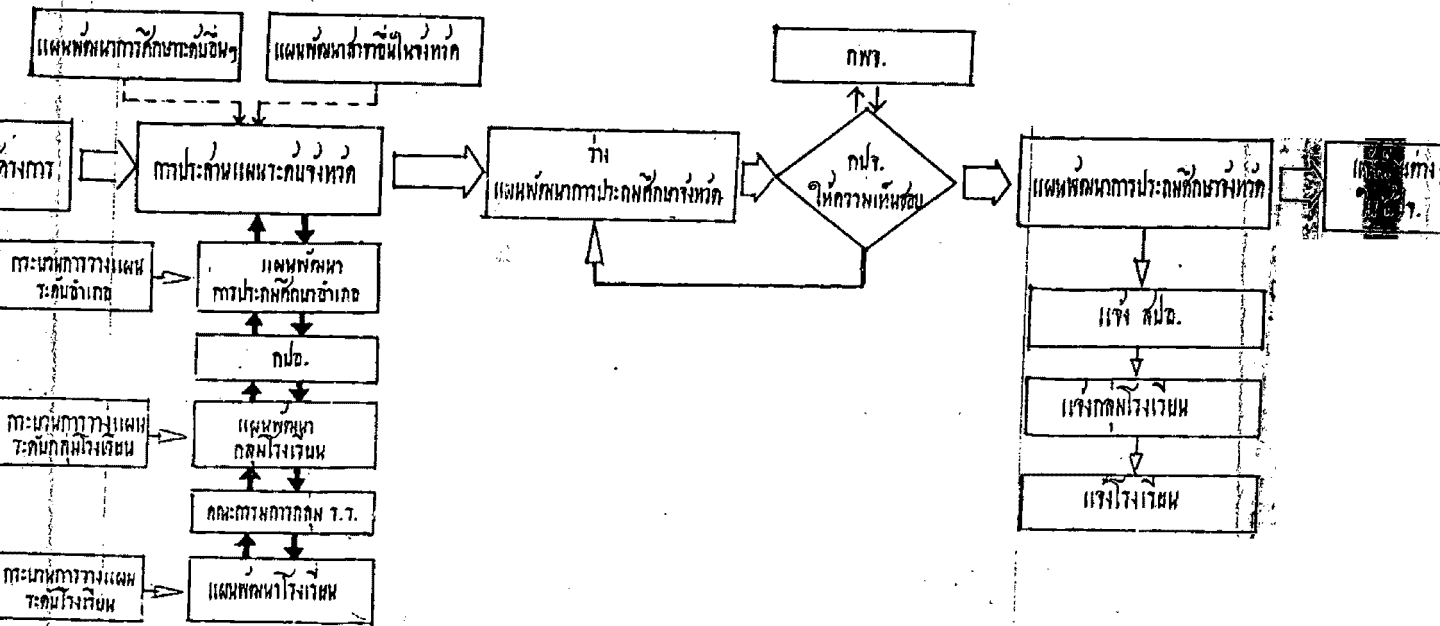 แผนพัฒนาการศึกษาระดับอื่นๆ
แผนพัฒนาสาขาอื่นในจังหวัด
กพจ.
การประสานแผนระดับจังหวัด
ร่าง
แผนพัฒนาการประถมศึกษาจังหวัด
กปจ.
ให้ความเห็นชอบ
แผนพัฒนาการประถมศึกษาจังหวัด
กระบวนการวางแผน
ระดับอำเภอ
แผนพัฒนา
การประถมศึกษาอำเภอ
กปอ.
กระบวนการวางแผน
ระดับกลุ่มโรงเรียน
แผนพัฒนา
กลุ่มโรงเรียน
คณะกรรมการกลุ่ม ร.ร.
กระบวนการวางแผน
ระดับโรงเรียน
แผนพัฒนาโรงเรียน
แจ้ง สปอ.
แจ้งกลุ่มโรงเรียน
แจ้งโรงเรียน